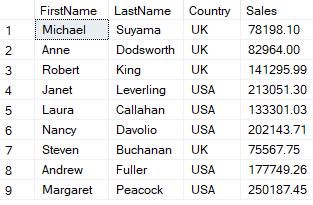 FirstName LastName Country Sales
1 Michael Suyama UK 78198.10
2 Anne Dodsworth UK 82964.00
3 Robert King UK 141295.99
4 Janet Leverling USA 213051.30
5 Laura Callahan USA 133301.03
6 Nancy Davolio USA 202143.71
7 Steven Buchanan UK 75567.75
8 Andrew Fuller USA 177749.26
9 Margaret Peacock USA 250187.45